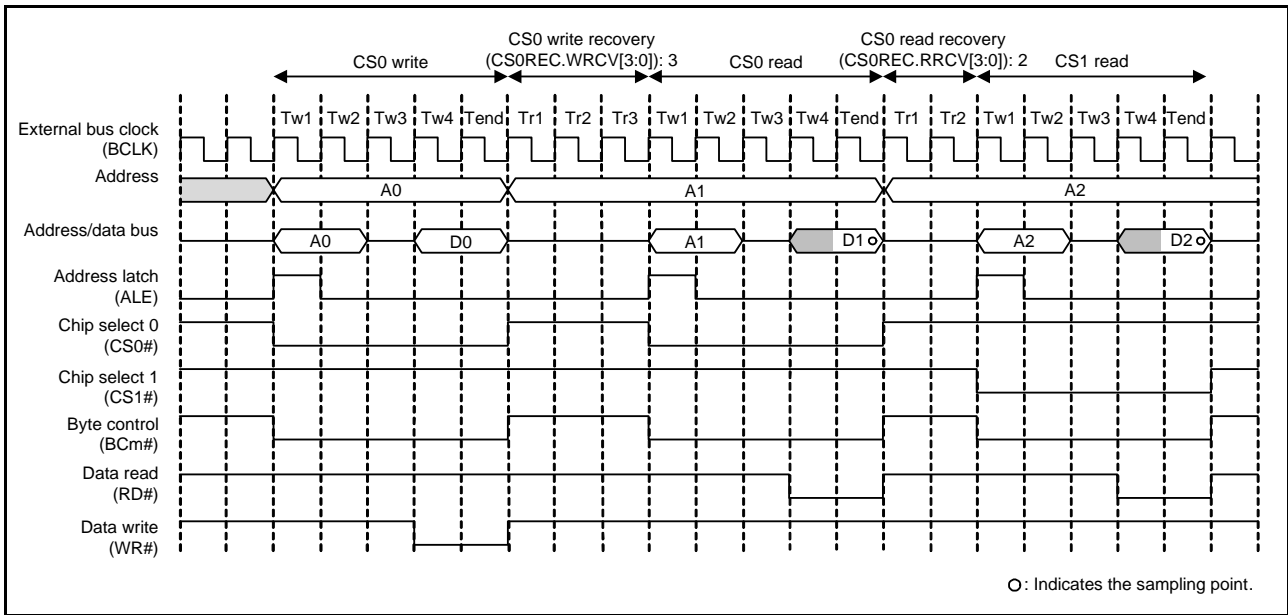 CS0 write
CS0 write recovery
(CS0REC.WRCV[3:0]): 3
CS0 read
CS0 read recovery
(CS0REC.RRCV[3:0]): 2
CS1 read
Tw1 Tw2 Tw3 Tw4 Tend Tr1 Tr2 Tr3 Tw1 Tw2 Tw3 Tw4 Tend Tr1 Tr2 Tw1 Tw2 Tw3 Tw4 Tend
External bus clock
(BCLK)
Address
A0 A1 A2
Address/data bus
A0 D0 A1 D1 A2 D2
Address latch
(ALE)
Chip select 0
(CS0#)
Chip select 1
(CS1#)
Byte control
(BCm#)
Data read
(RD#)
Data write
(WR#)
: Indicates the sampling point.